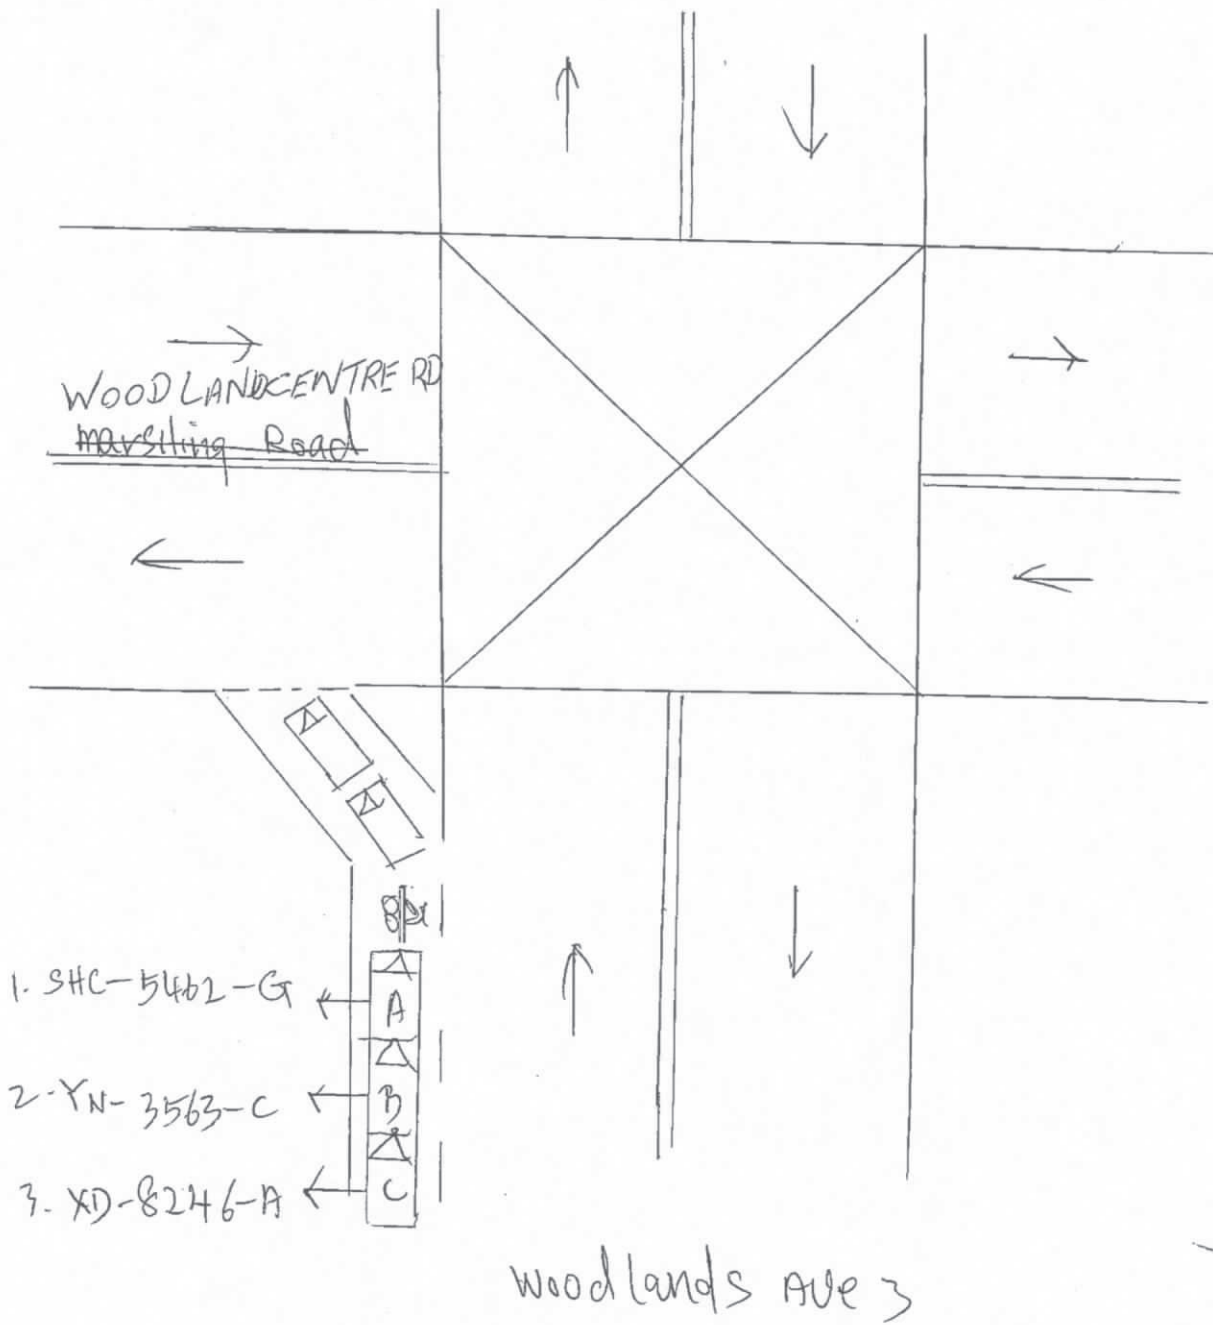 WOODLANDCENTRE RD
marsiling Road
1. SHC-5462-G
A
2-YN-3563-C
B
3. XD-8246-A
C
Woodlands AVe 3